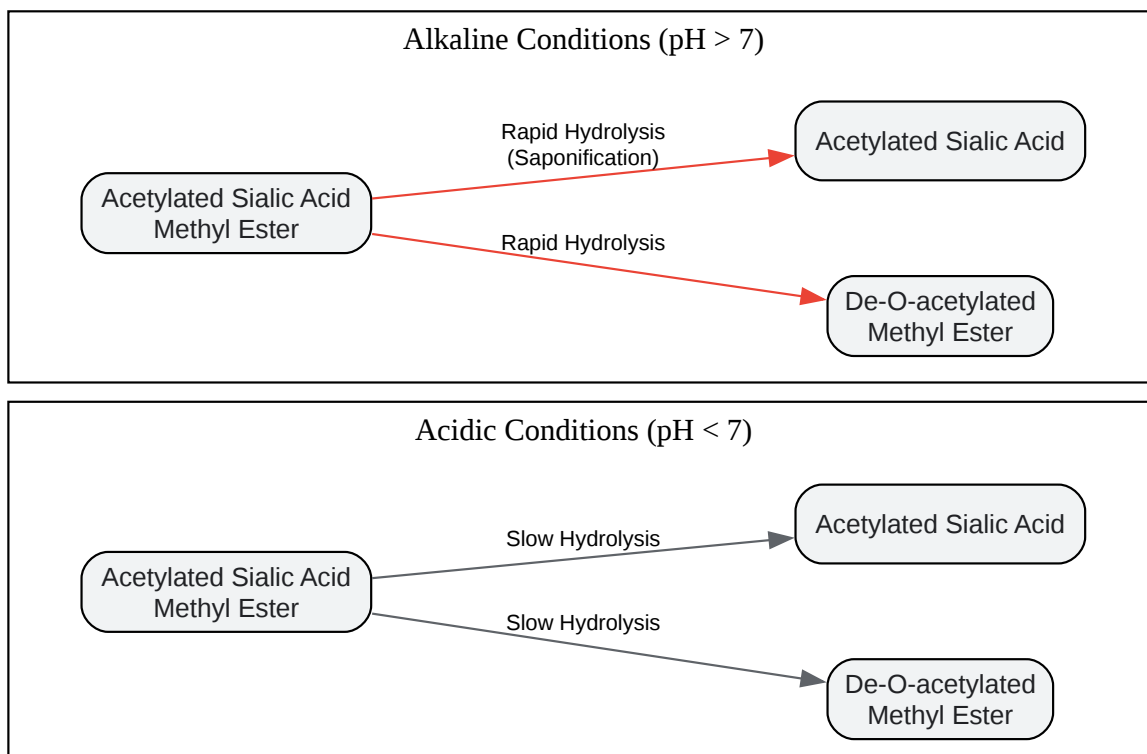 Alkaline Conditions (pH > 7)
Rapid Hydrolysis
(Saponification)
Acetylated Sialic Acid
Acetylated Sialic Acid
Methyl Ester
Rapid Hydrolysis
De-O-acetylated
Methyl Ester
Acidic Conditions (pH < 7)
Acetylated Sialic Acid
Slow Hydrolysis
Acetylated Sialic Acid
Methyl Ester
Slow Hydrolysis
De-O-acetylated
Methyl Ester